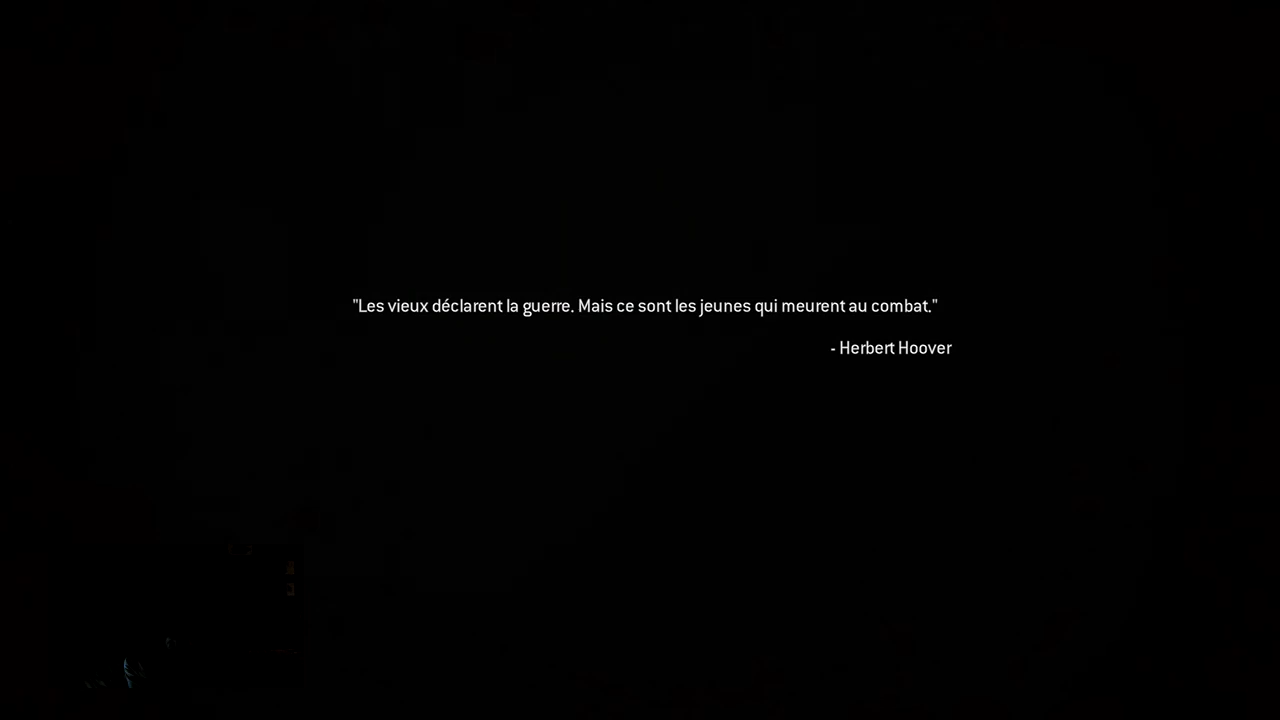 "Les vieux déclarent la guerre. Mais ce sont les jeunes qui meurent au combat."
- Herbert Hoover